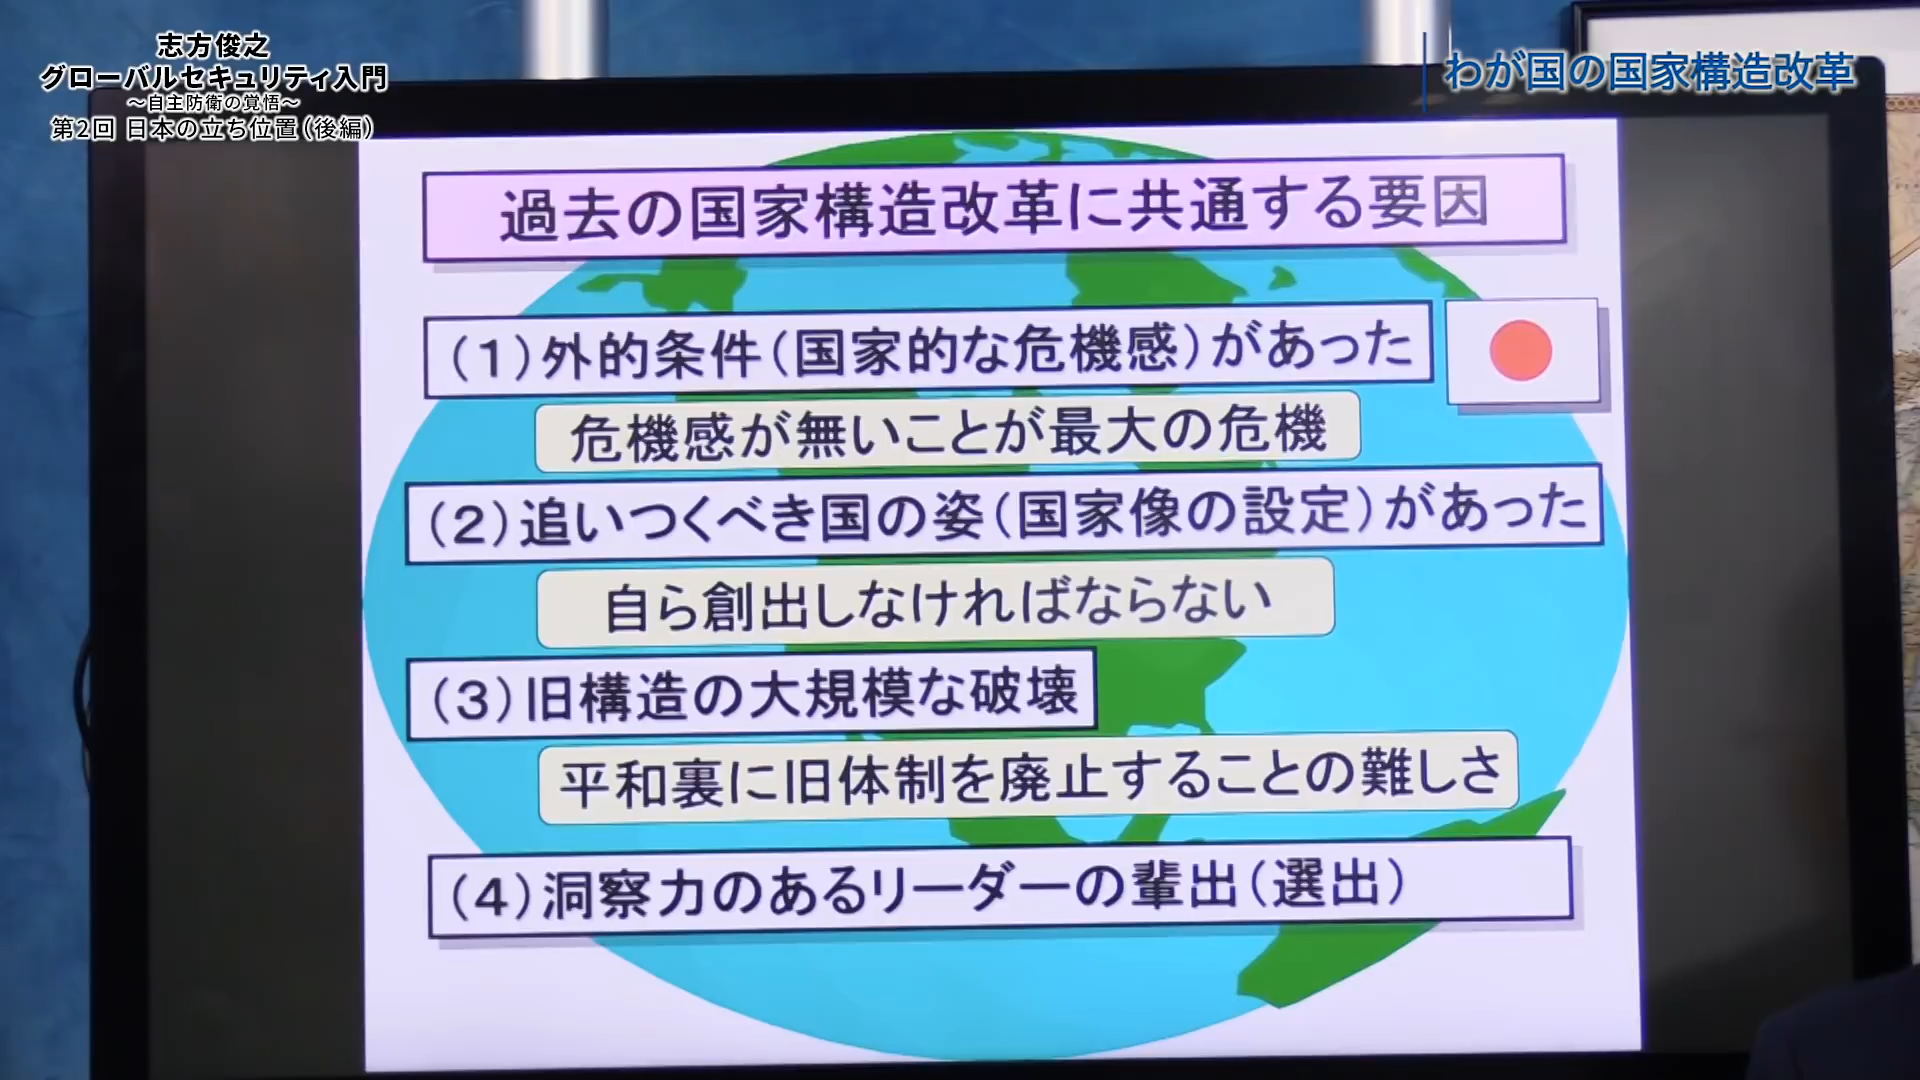 志方俊之
グローバルセキュリティ入門
～自主防衛の覚悟～
第2回 日本の立ち位置(後編)
わが国の国家構造改革
過去の国家構造改革に共通する要因
(1)外的条件(国家的な危機感)があった
危機感が無いことが最大の危機
(2)追いつくべき国の姿(国家像の設定)があった
自ら創出しなければならない
(3)旧構造の大規模な破壊
平和裏に旧体制を廃止することの難しさ
(4)洞察力のあるリーダーの輩出(選出)